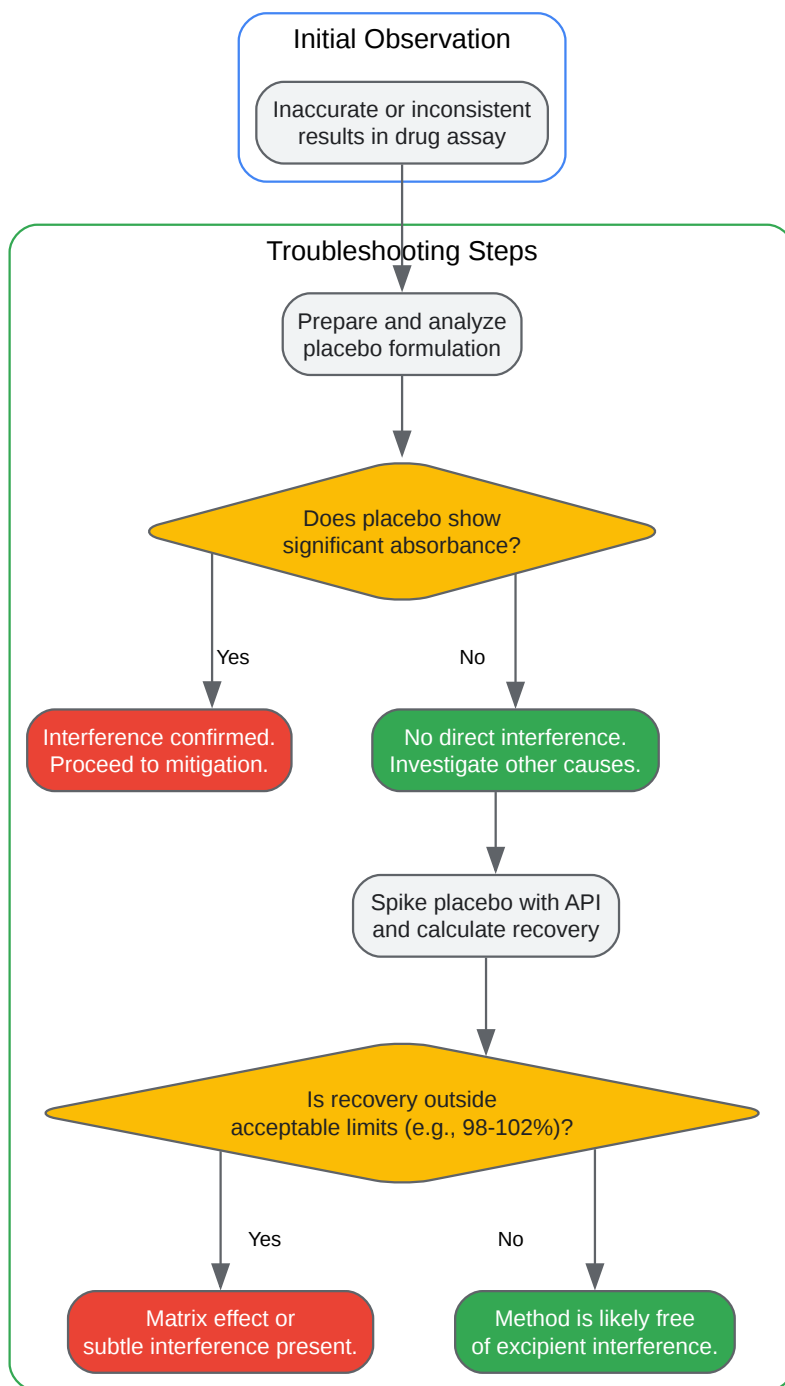 Initial Observation
Inaccurate or inconsistent
results in drug assay
Troubleshooting Steps
Prepare and analyze
placebo formulation
Does placebo show
significant absorbance?
Yes
No
Interference confirmed.
Proceed to mitigation.
No direct interference.
Investigate other causes.
Spike placebo with API
and calculate recovery
Is recovery outside
acceptable limits (e.g., 98-102%)?
Yes
No
Matrix effect or
subtle interference present.
Method is likely free
of excipient interference.